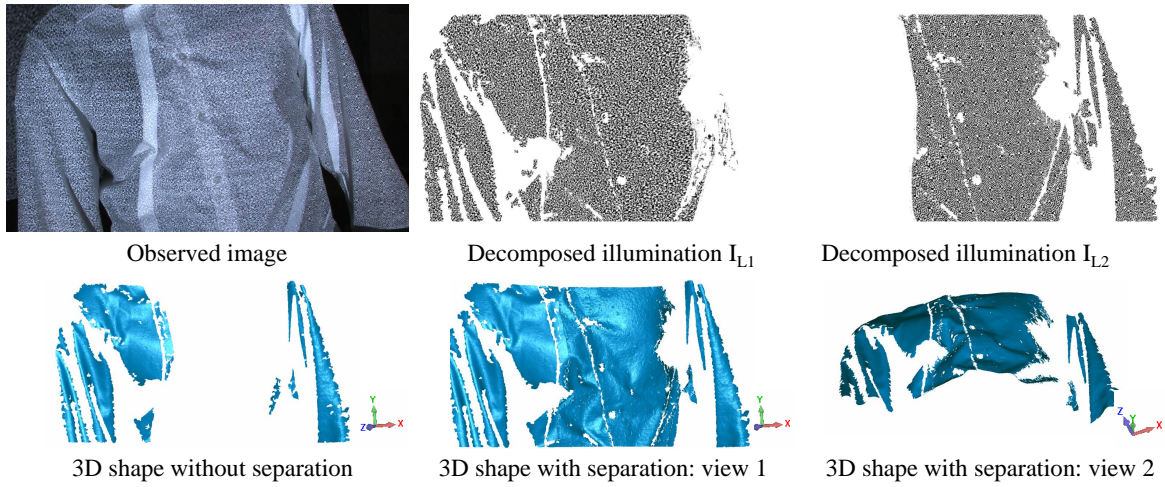 Observed image
Decomposed illumination I_L1
Decomposed illumination I_L2
Y
X
Z
Y
X
Z
Z
Y
X
3D shape without separation
3D shape with separation: view 1
3D shape with separation: view 2